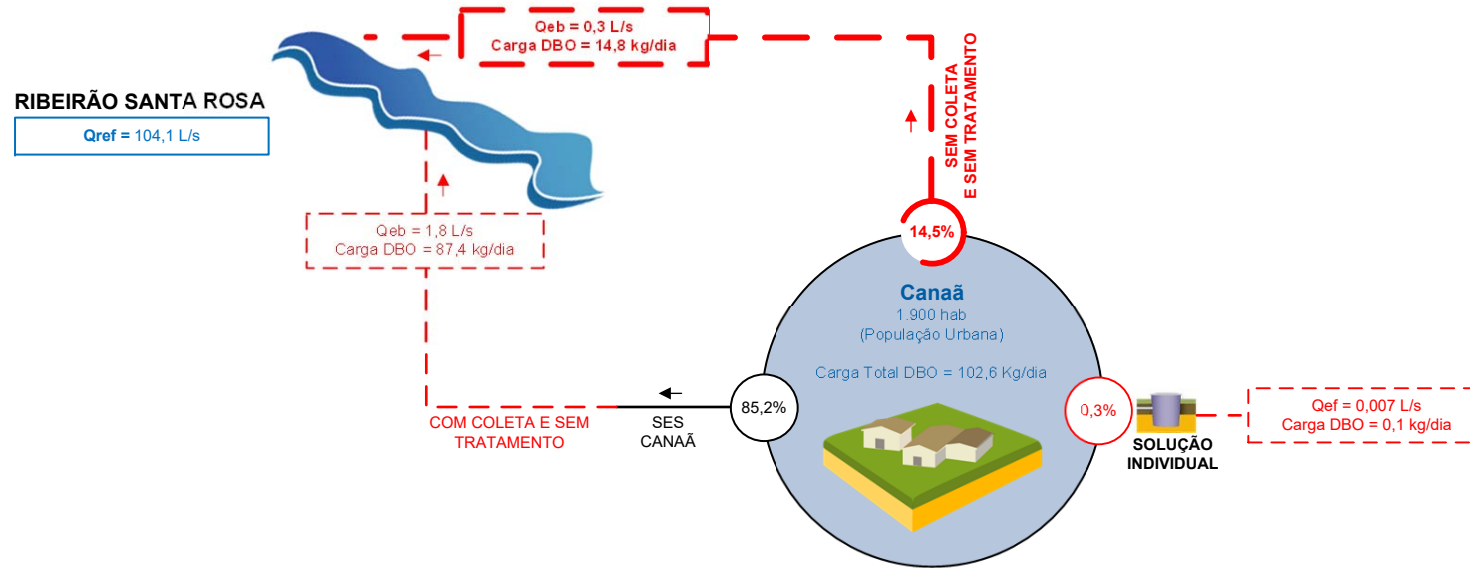 Qeb = 0,3 L/s
Carga DBO = 14,8 kg/dia
RIBEIRÃO SANTA ROSA
Qref = 104,1 L/s
SEM COLETA
E SEM TRATAMENTO
Qeb = 1,8 L/s
Carga DBO = 87,4 kg/dia
14,5%
Canaã
1.900 hab
(População Urbana)
Carga Total DBO = 102,6 Kg/dia
85,2%
COM COLETA E SEM
TRATAMENTO
SES
CANAÃ
0,3%
SOLUÇÃO
INDIVIDUAL
Qef = 0,007 L/s
Carga DBO = 0,1 kg/dia